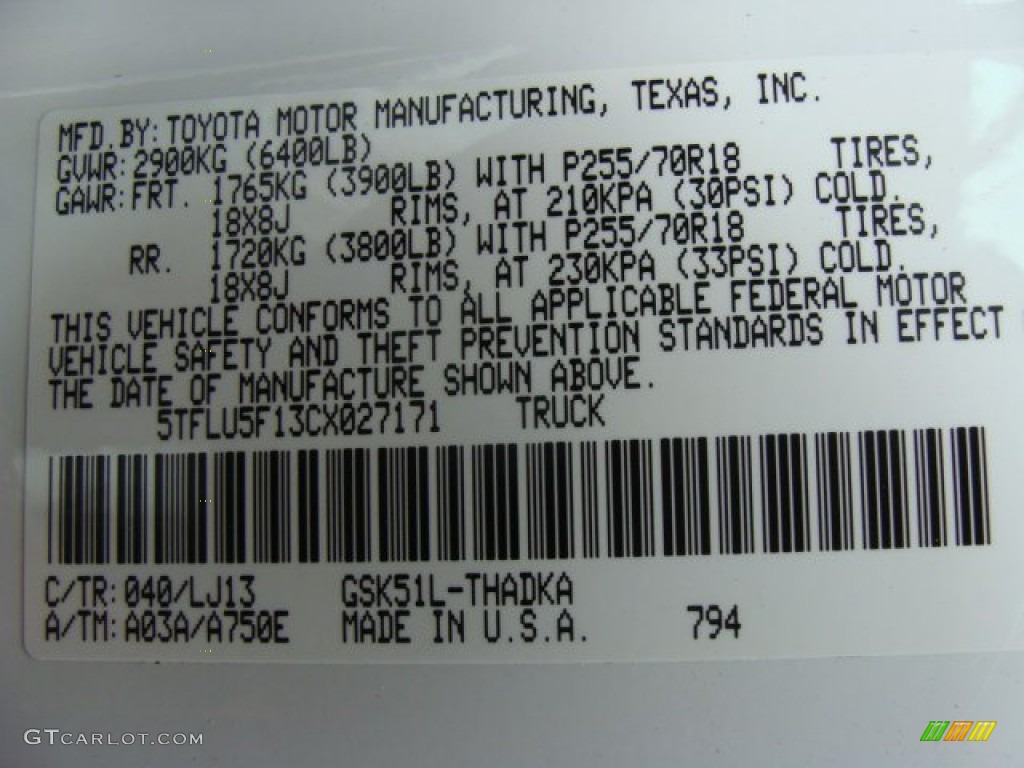 MFD.BY:TOYOTA MOTOR MANUFACTURING, TEXAS, INC.
GVWR:2900KG (6400LB)
GAWR:FRT. 1765KG (3900LB) WITH P255/70R18 TIRES,
18X8J RIMS, AT 210KPA (30PSI) COLD.
RR. 1720KG (3800LB) WITH P255/70R18 TIRES,
18X8J RIMS, AT 230KPA (33PSI) COLD.
THIS VEHICLE CONFORMS TO ALL APPLICABLE FEDERAL MOTOR
VEHICLE SAFETY AND THEFT PREVENTION STANDARDS IN EFFECT
THE DATE OF MANUFACTURE SHOWN ABOVE.
5TFLU5F13CX027171 TRUCK
C/TR:040/LJ13 GSK51L-THADKA
A/TM:A03A/A750E MADE IN U.S.A. 794
GTCARLOT.COM